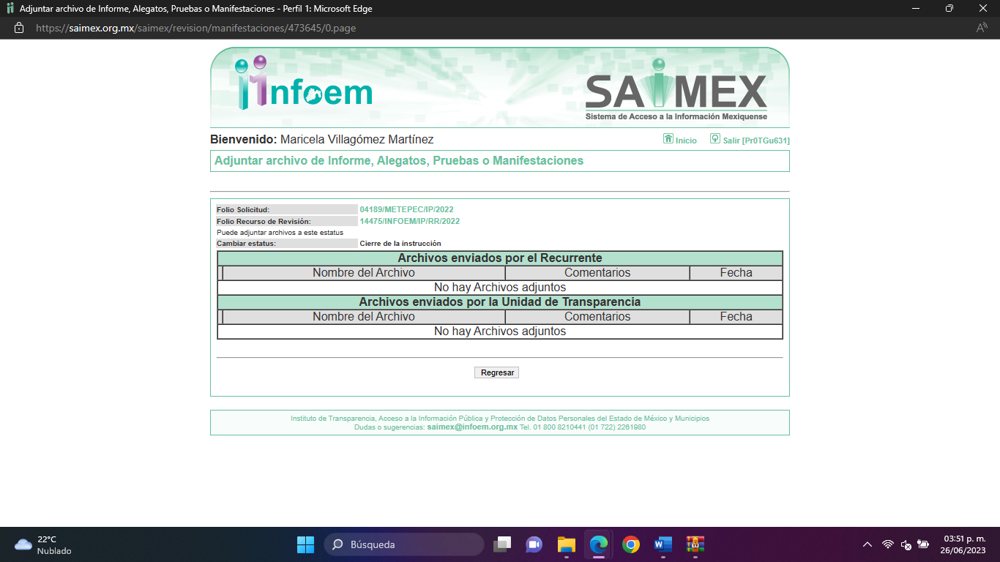 Adjuntar archivo de Informe, Alegatos, Pruebas o Manifestaciones - Perfil 1: Microsoft Edge
https://saimex.org.mx/saimex/revision/manifestaciones/473645/0.page
infoem
SAIMEX
Sistema de Acceso a la Información Mexiquense
Bienvenido: Maricela Villagómez Martínez
Inicio Salir [Pr0TGu631]
Adjuntar archivo de Informe, Alegatos, Pruebas o Manifestaciones
Folio Solicitud: 04189/METEPEC/IP/2022
Folio Recurso de Revisión: 14475/INFOEM/IP/RR/2022
Puede adjuntar archivos a este estatus
Cambiar estatus: Cierre de la instrucción
Archivos enviados por el Recurrente
Nombre del Archivo Comentarios Fecha
No hay Archivos adjuntos
Archivos enviados por la Unidad de Transparencia
Nombre del Archivo Comentarios Fecha
No hay Archivos adjuntos
Regresar
Instituto de Transparencia, Acceso a la Información Pública y Protección de Datos Personales del Estado de México y Municipios
Dudas o sugerencias: saimex@infoem.org.mx Tel. 01 800 8210441 (01 722) 2261980
22°C
Nublado
Búsqueda
03:51 p. m.
26/06/2023